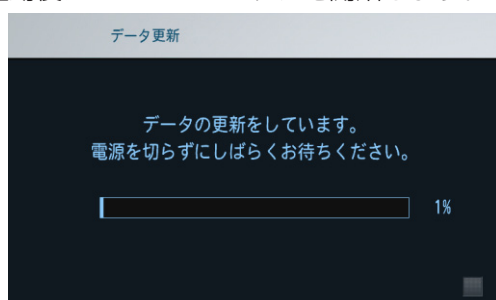 データ更新
データの更新をしています。
電源を切らずにしばらくお待ちください。
1%